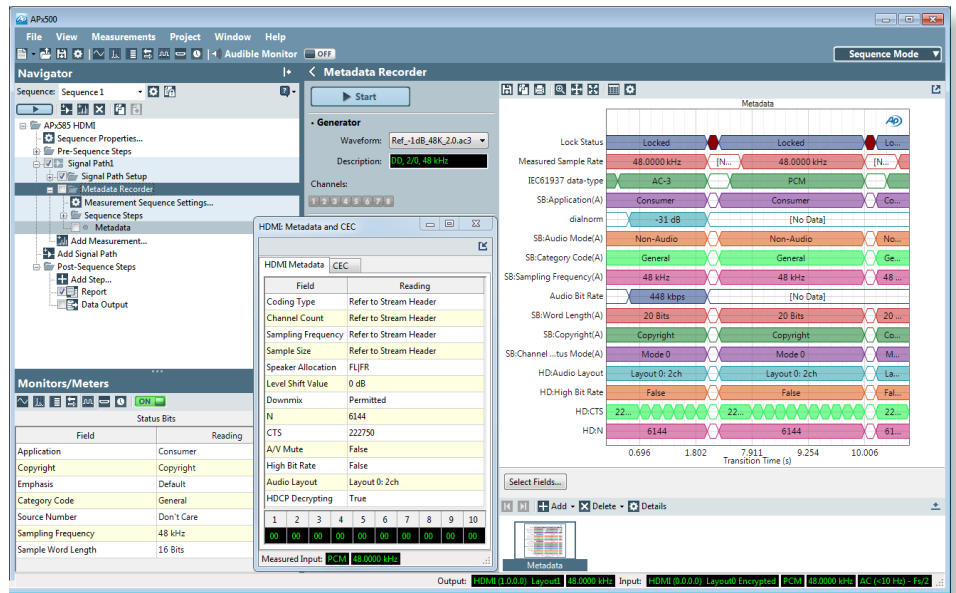 APx500
File View Measurements Project Window Help
Audible Monitor OFF
Sequence Mode
Navigator
Sequence: Sequence1
APx585 HDMI
Sequencer Properties...
Pre-Sequence Steps
Signal Path1
Signal Path Setup
Metadata Recorder
Measurement Sequence Settings...
Sequence Steps
Metadata
Add Measurement...
Add Signal Path
Post-Sequence Steps
Add Step...
Report
Data Output
Monitors/Meters
ON
Status Bits
Field Reading
Application Consumer
Copyright Copyright
Emphasis Default
Category Code General
Source Number Don't Care
Sampling Frequency 48 kHz
Sample Word Length 16 Bits
Metadata Recorder
Start
Generator
Waveform: Ref_-1dB_48K_2.0.ac3
Description: DD, 2/0, 48 kHz
Channels:
1 2 3 4 5 6 7 8
HDMI: Metadata and CEC
HDMI Metadata CEC
Field Reading
Coding Type Refer to Stream Header
Channel Count Refer to Stream Header
Sampling Frequency Refer to Stream Header
Sample Size Refer to Stream Header
Speaker Allocation FL|FR
Level Shift Value 0 dB
Downmix Permitted
N 6144
CTS 222750
A/V Mute False
High Bit Rate False
Audio Layout Layout 0: 2ch
HDCP Decrypting True
1 2 3 4 5 6 7 8 9 10
00 00 00 00 00 00 00 00 00 00
Measured Input: PCM 48.0000 kHz
Metadata
AP
Lock Status Locked Locked Lo...
Measured Sample Rate 48.0000 kHz [N... 48.0000 kHz [N...
IEC61937 data-type AC-3 PCM
SB:Application(A) Consumer Consumer Co...
dialnorm -31 dB [No Data]
SB:Audio Mode(A) Non-Audio Non-Audio No...
SB:Category Code(A) General General Ge...
SB:Sampling Frequency(A) 48 kHz 48 kHz 48 ...
Audio Bit Rate 448 kbps [No Data]
SB:Word Length(A) 20 Bits 20 Bits 20 ...
SB:Copyright(A) Copyright Copyright Co...
SB:Channel ...tus Mode(A) Mode 0 Mode 0 M...
HD:Audio Layout Layout 0: 2ch Layout 0: 2ch La...
HD:High Bit Rate False False Fal...
HD:CTS 22... 22... 22...
HD:N 6144 6144 61...
0.696 1.802 7.911 9.254 10.006
Transition Time (s)
Select Fields...
Add Delete Details
Metadata
Output: HDMI (1.0.0.0) Layout1 48.0000 kHz Input: HDMI (0.0.0.0) Layout0 Encrypted PCM 48.0000 kHz AC (<10 Hz) - Fs/2